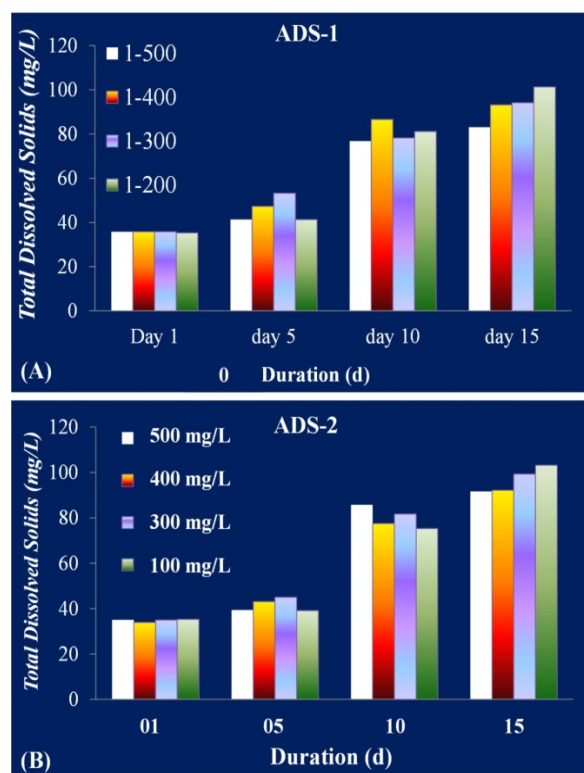 ADS-1
Total Dissolved Solids (mg/L)
120
100
80
60
40
20
0
1-500
1-400
1-300
1-200
Day 1 day 5 day 10 day 15
(A)
0 Duration (d)
ADS-2
Total Dissolved Solids (mg/L)
120
100
80
60
40
20
0
500 mg/L
400 mg/L
300 mg/L
100 mg/L
01 05 10 15
(B)
Duration (d)